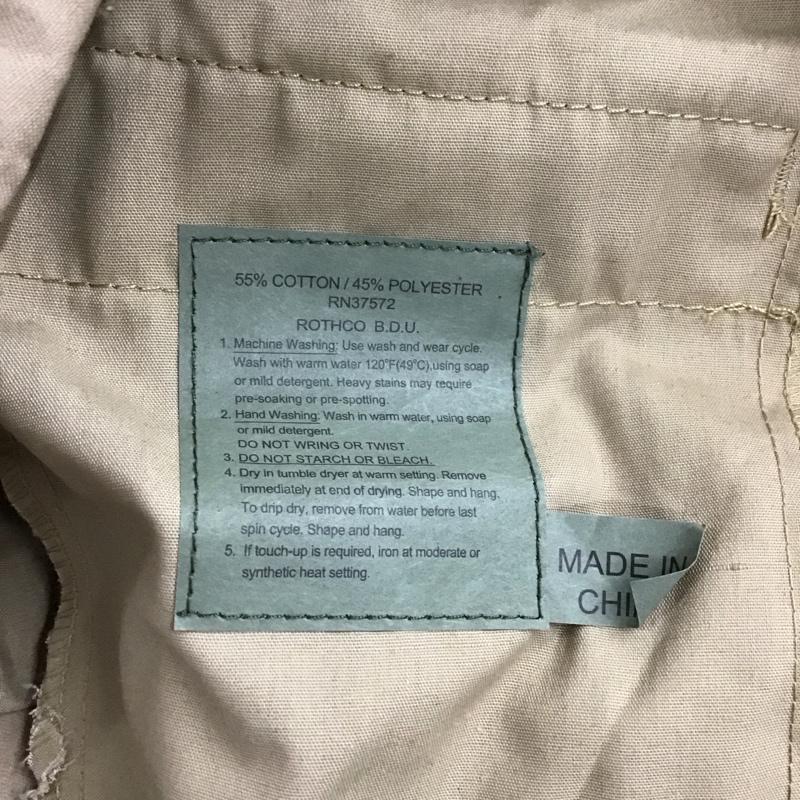 55% COTTON / 45% POLYESTER
RN37572
ROTHCO B.D.U.
1. Machine Washing: Use wash and wear cycle.
Wash with warm water 120°F(49°C),using soap
or mild detergent. Heavy stains may require
pre-soaking or pre-spotting.
2. Hand Washing: Wash in warm water, using soap
or mild detergent.
DO NOT WRING OR TWIST.
3. DO NOT STARCH OR BLEACH.
4. Dry in tumble dryer at warm setting. Remove
immediately at end of drying. Shape and hang.
To drip dry, remove from water before last
spin cycle. Shape and hang.
5. If touch-up is required, iron at moderate or
synthetic heat setting.
MADE IN
CHI